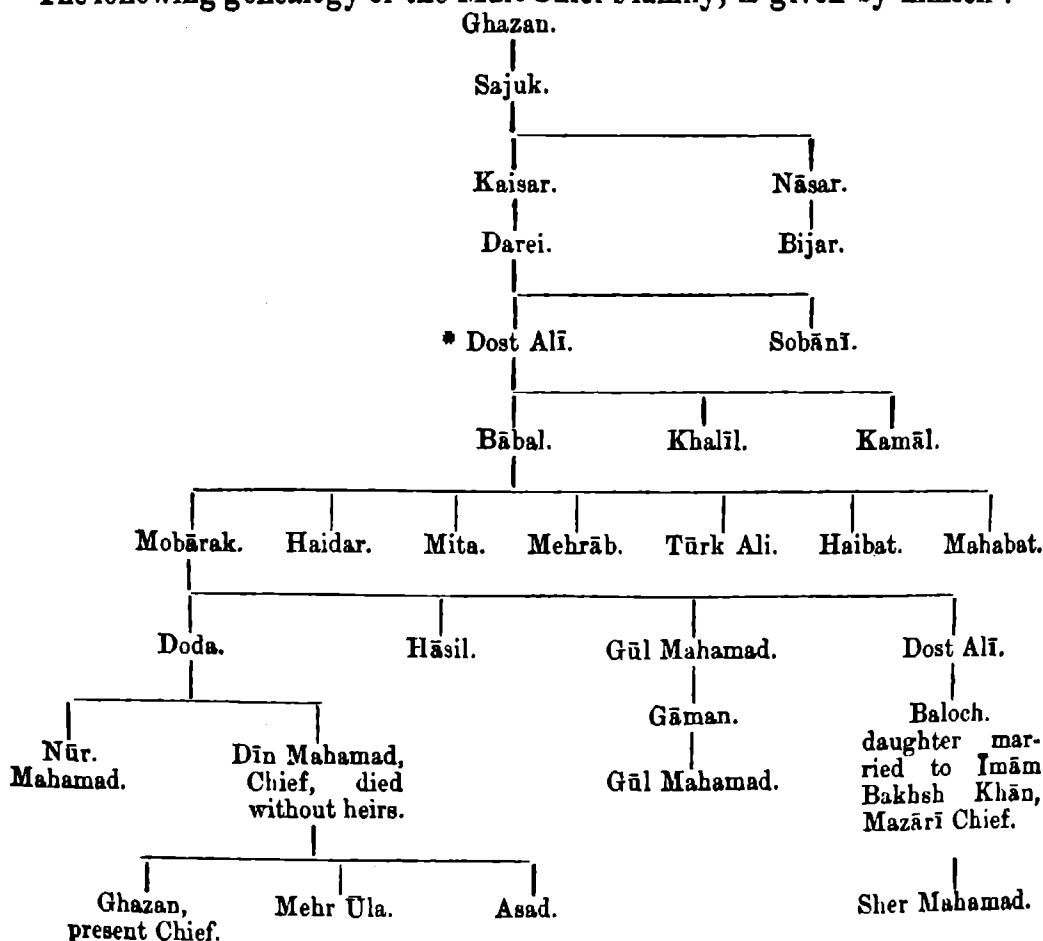 Ghazan.
Sajuk.
Kaisar. Nāsar.
Darei. Bijar.
* Dost Alī. Sobānī.
Bābal. Khalīl. Kamāl.
Mobārak. Haidar. Mita. Mehrāb. Tūrk Ali. Haibat. Mahabat.
Doda. Hāsil. Gūl Mahamad. Dost Alī.
Nūr.
Mahamad.
Dīn Mahamad,
Chief, died
without heirs.
Gāman.
Gūl Mahamad.
Baloch.
daughter mar-
ried to Imām
Bakhsh Khān,
Mazārī Chief.
Ghazan,
present Chief.
Mehr Ūla. Asad. Sher Mahamad.